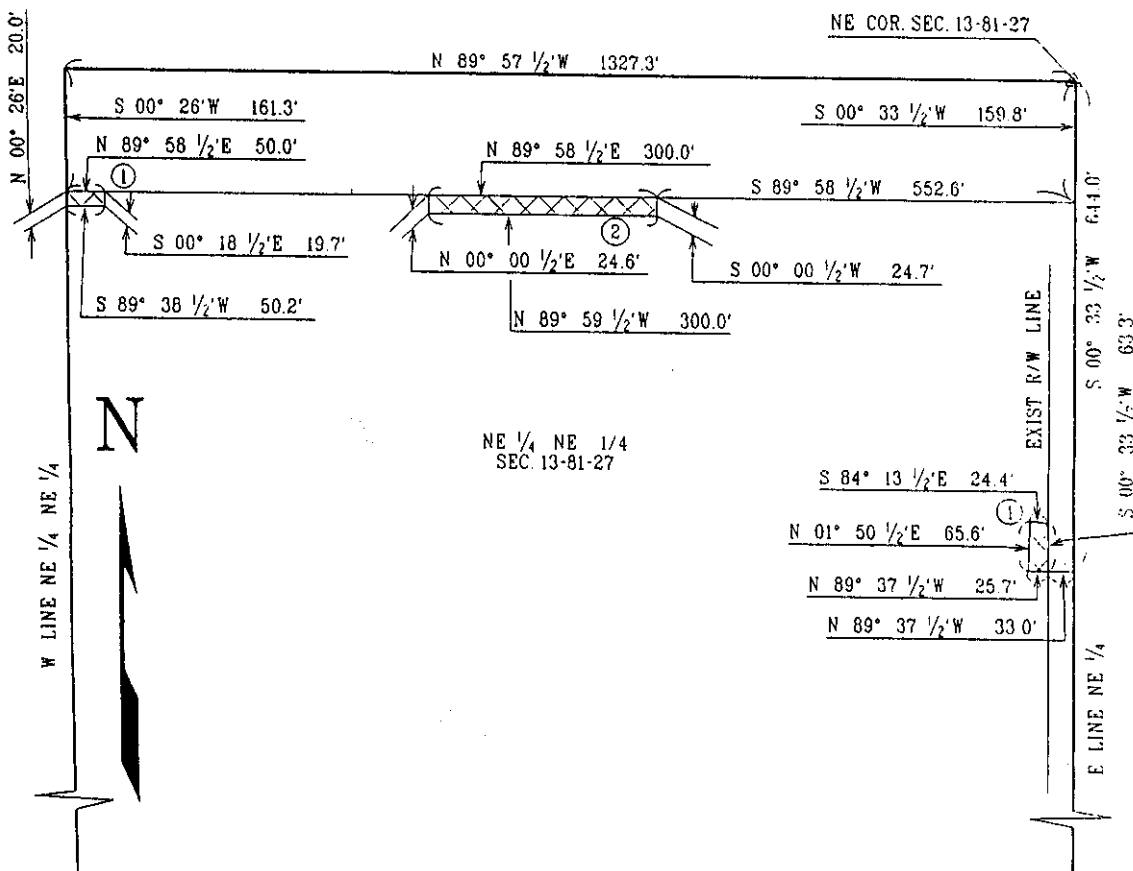 NE COR. SEC. 13-81-27
N 00° 26'E 20.0'
N 89° 57 1/2'W 1327.3'
S 00° 26'W 161.3'
S 00° 33 1/2'W 159.8'
N 89° 58 1/2'E 50.0'
1
N 89° 58 1/2'E 300.0'
S 89° 58 1/2'W 552.6'
S 00° 33 1/2'W 644.0'
2
S 00° 18 1/2'E 19.7'
N 00° 00 1/2'E 24.6'
S 00° 00 1/2'W 24.7'
S 89° 38 1/2'W 50.2'
N 89° 59 1/2'W 300.0'
S 00° 33 1/2'W 63.3'
EXIST R/W LINE
N
NE 1/4 NE 1/4
SEC. 13-81-27
W LINE NE 1/4 NE 1/4
S 84° 13 1/2'E 24.4'
1
N 01° 50 1/2'E 65.6'
N 89° 37 1/2'W 25.7'
N 89° 37 1/2'W 33.0'
E LINE NE 1/4